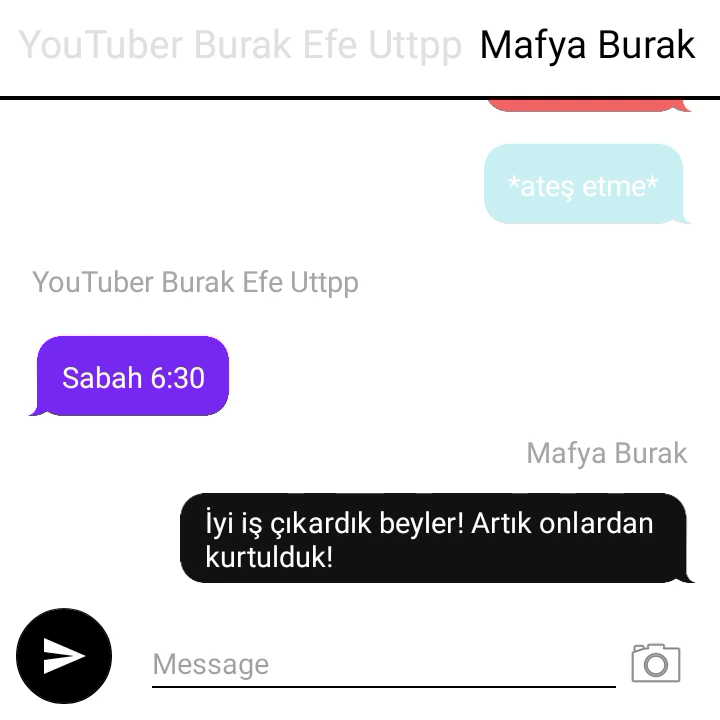 YouTuber Burak Efe Uttpp Mafya Burak
*ateş etme*
YouTuber Burak Efe Uttpp
Sabah 6:30
Mafya Burak
İyi iş çıkardık beyler! Artık onlardan
kurtulduk!
Message